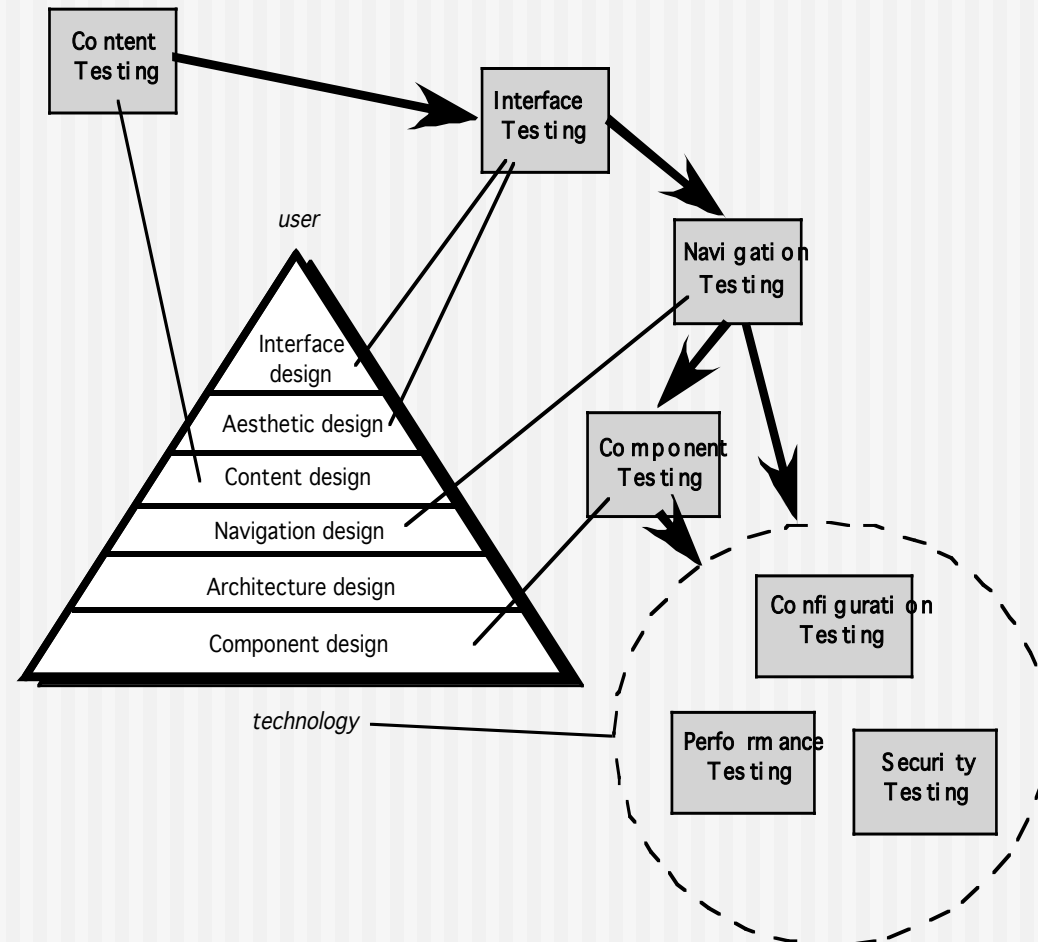 Content
Testing
Interface
Testing
user
Navigation
Testing
Interface
design
Aesthetic design
Content design
Navigation design
Architecture design
Component design
Component
Testing
Configuration
Testing
technology
Performance
Testing
Security
Testing